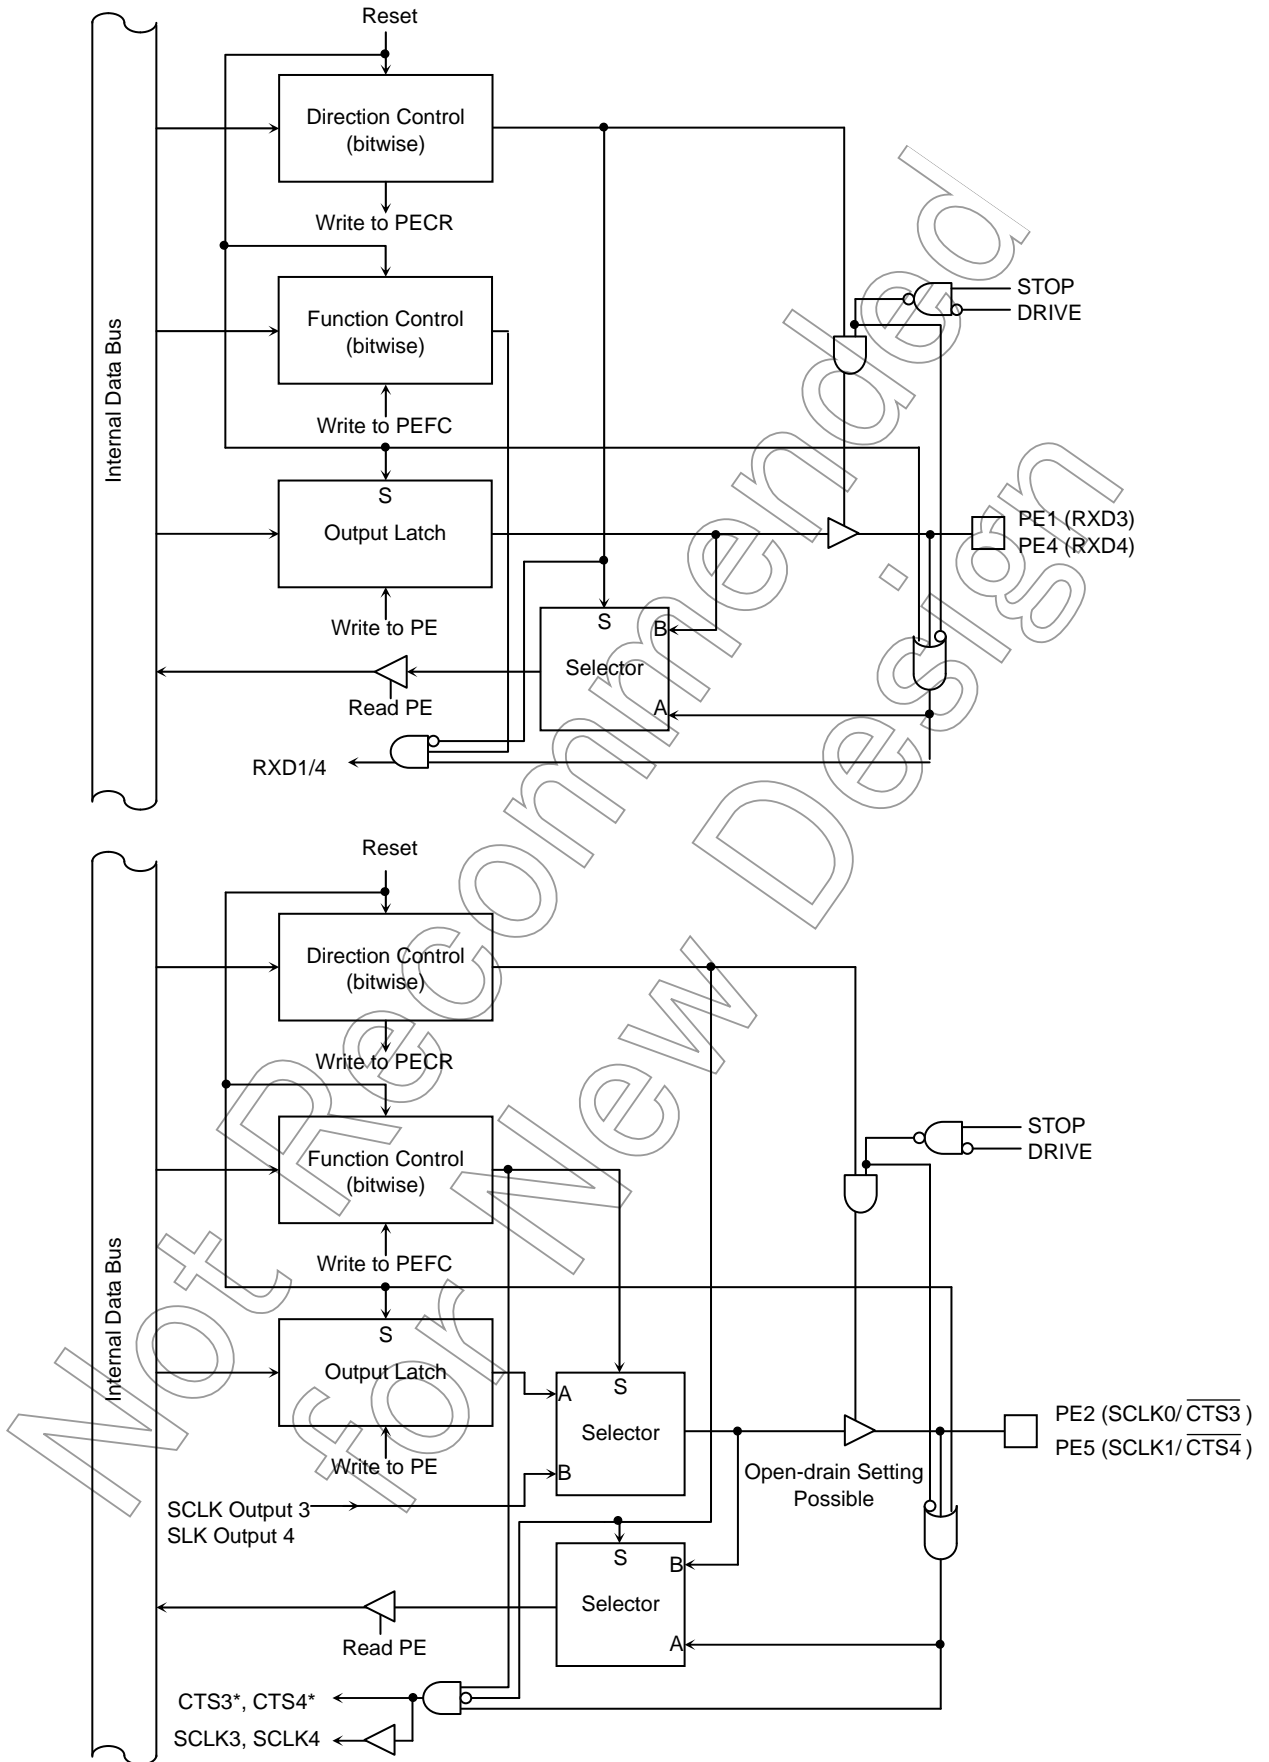 Reset
Direction Control
(bitwise)
Write to PECR
Function Control
(bitwise)
Write to PEFC
S
Output Latch
Write to PE
Internal Data Bus
STOP
DRIVE
PE1 (RXD3)
PE4 (RXD4)
S
B
Selector
A
Read PE
RXD1/4
Reset
Direction Control
(bitwise)
Write to PECR
Function Control
(bitwise)
Write to PEFC
S
Output Latch
Write to PE
Internal Data Bus
STOP
DRIVE
A
S
Selector
B
PE2 (SCLK0/ CTS3 )
PE5 (SCLK1/ CTS4 )
Open-drain Setting
Possible
SCLK Output 3
SLK Output 4
S
B
Selector
A
Read PE
CTS3*, CTS4*
SCLK3, SCLK4
Not Recommended
for New Design